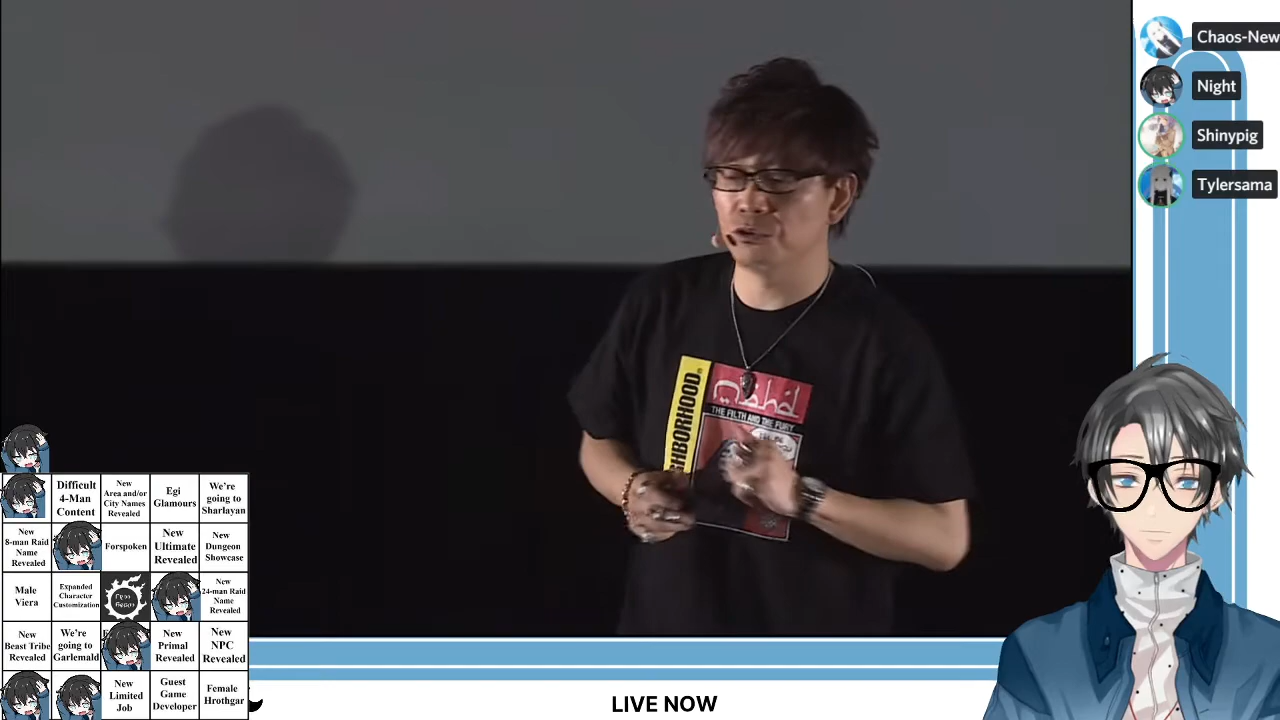 Chaos-New
Night
Shinypig
Tylersama
NEIGHBORHOOD®
THE FILTH AND THE FURY
Difficult
4-Man
Content
New
Area and/or
City Names
Revealed
Egi
Glamours
We're
going to
Sharlayan
New
8-man Raid
Name
Revealed
Forspoken
New
Ultimate
Revealed
New
Dungeon
Showcase
Male
Viera
Expanded
Character
Customization
New
24-man Raid
Name
Revealed
New
Beast Tribe
Revealed
We're
going to
Garlemald
New
Primal
Revealed
New
NPC
Revealed
New
Limited
Job
Guest
Game
Developer
Female
Hrothgar
LIVE NOW